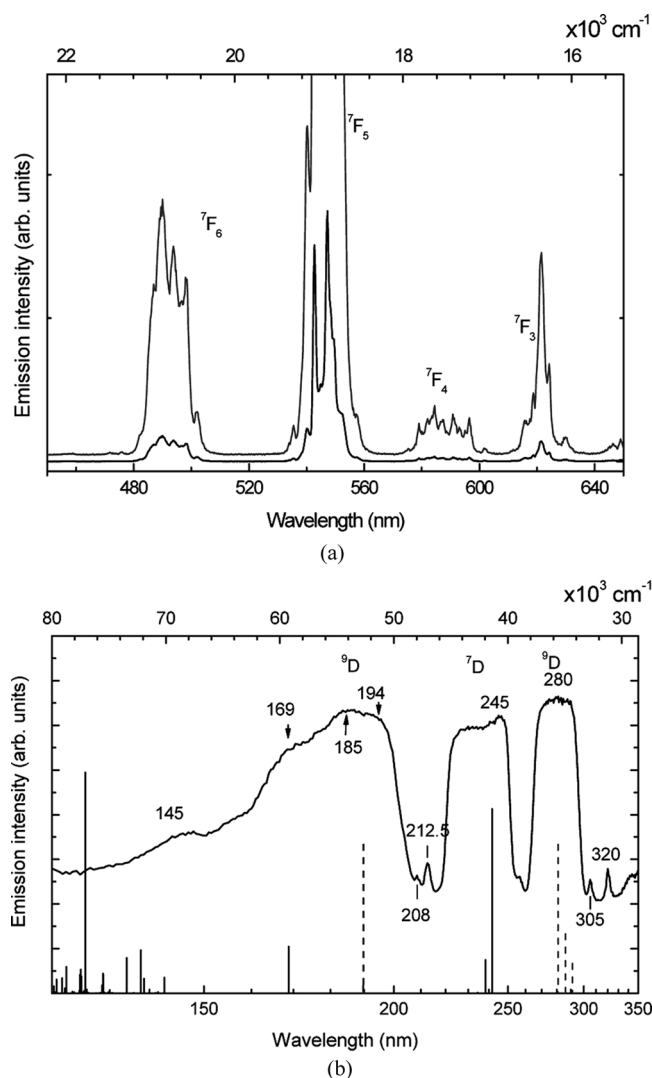 x10³ cm⁻¹
22 20 18 16
Emission intensity (arb. units)
⁷F₆
⁷F₅
⁷F₄
⁷F₃
480 520 560 600 640
Wavelength (nm)
(a)
x10³ cm⁻¹
80 70 60 50 40 30
Emission intensity (arb. units)
⁹D ⁷D ⁹D
169 194 245 280
185
145
212.5
208
320
305
150 200 250 300 350
Wavelength (nm)
(b)